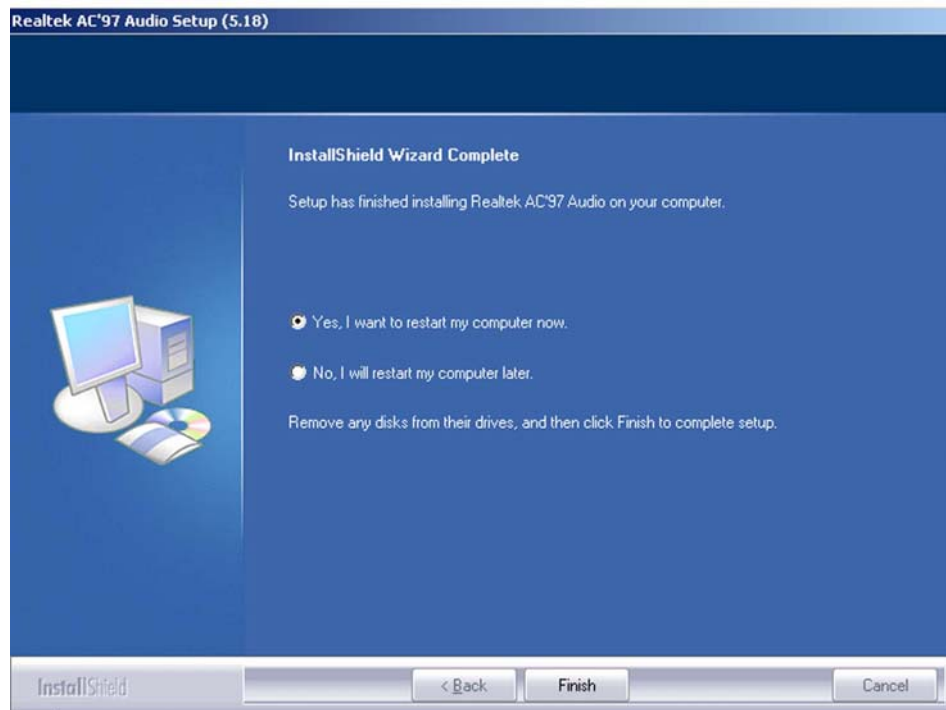 Realtek AC'97 Audio Setup (5.18)
InstallShield Wizard Complete
Setup has finished installing Realtek AC'97 Audio on your computer.
Yes, I want to restart my computer now.
No, I will restart my computer later.
Remove any disks from their drives, and then click Finish to complete setup.
InstallShield
< Back
Finish
Cancel